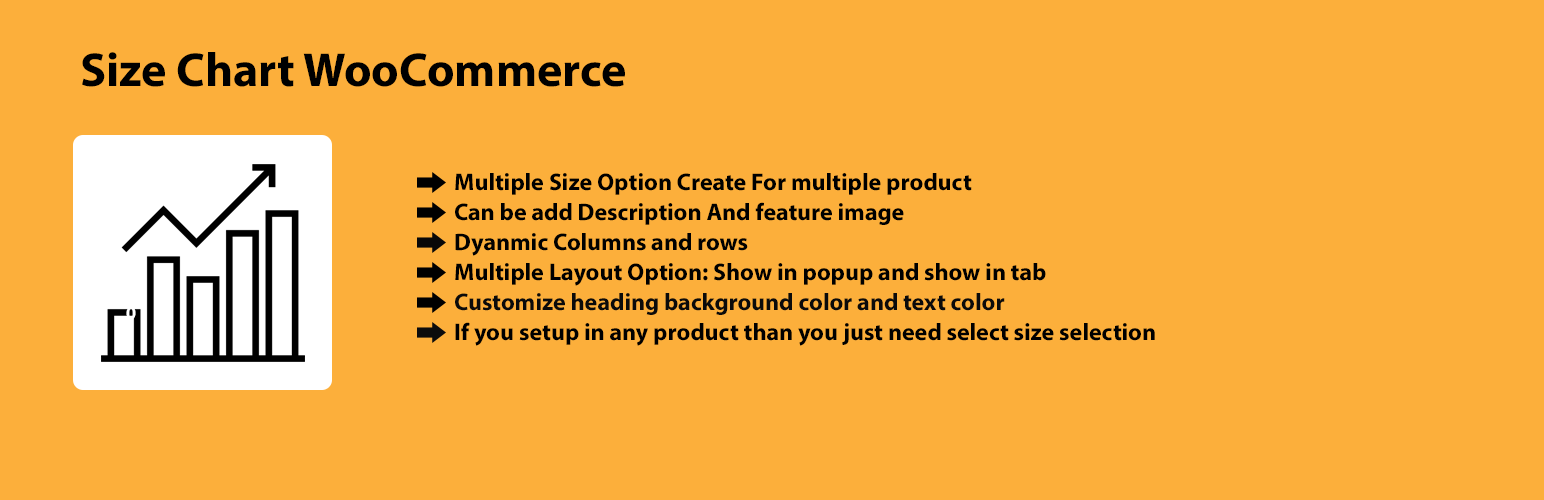 Size Chart WooCommerce
Multiple Size Option Create For multiple product
Can be add Description And feature image
Dyanmic Columns and rows
Multiple Layout Option: Show in popup and show in tab
Customize heading background color and text color
If you setup in any product than you just need select size selection